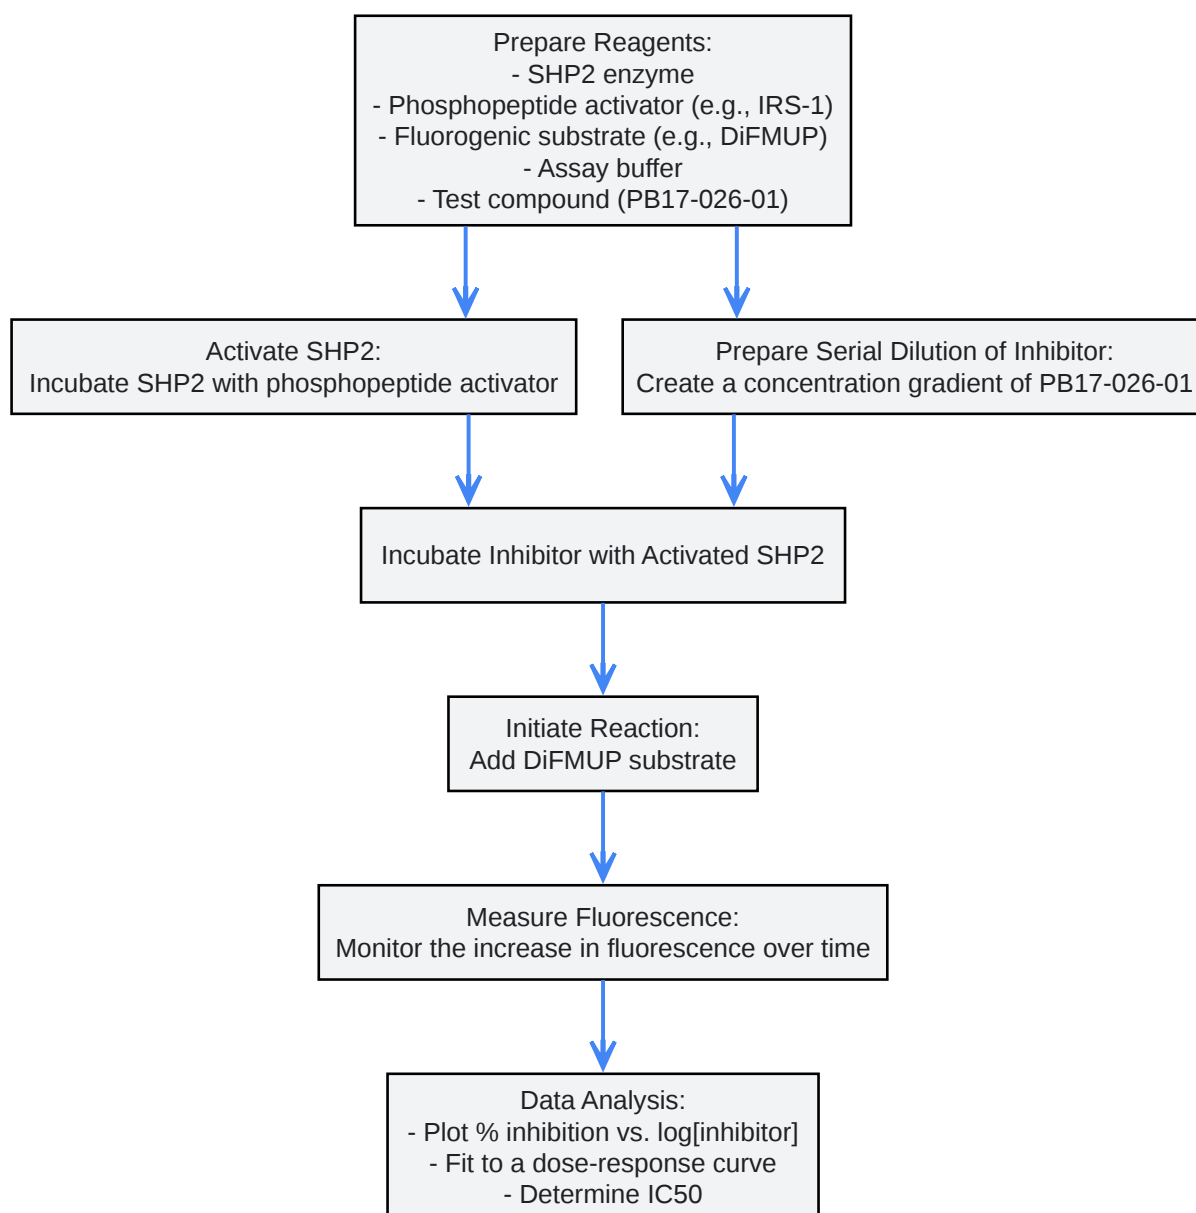 Prepare Reagents:
- SHP2 enzyme
- Phosphopeptide activator (e.g., IRS-1)
- Fluorogenic substrate (e.g., DiFMUP)
- Assay buffer
- Test compound (PB17-026-01)
Activate SHP2:
Incubate SHP2 with phosphopeptide activator
Prepare Serial Dilution of Inhibitor:
Create a concentration gradient of PB17-026-01
Incubate Inhibitor with Activated SHP2
Initiate Reaction:
Add DiFMUP substrate
Measure Fluorescence:
Monitor the increase in fluorescence over time
Data Analysis:
- Plot % inhibition vs. log[inhibitor]
- Fit to a dose-response curve
- Determine IC50